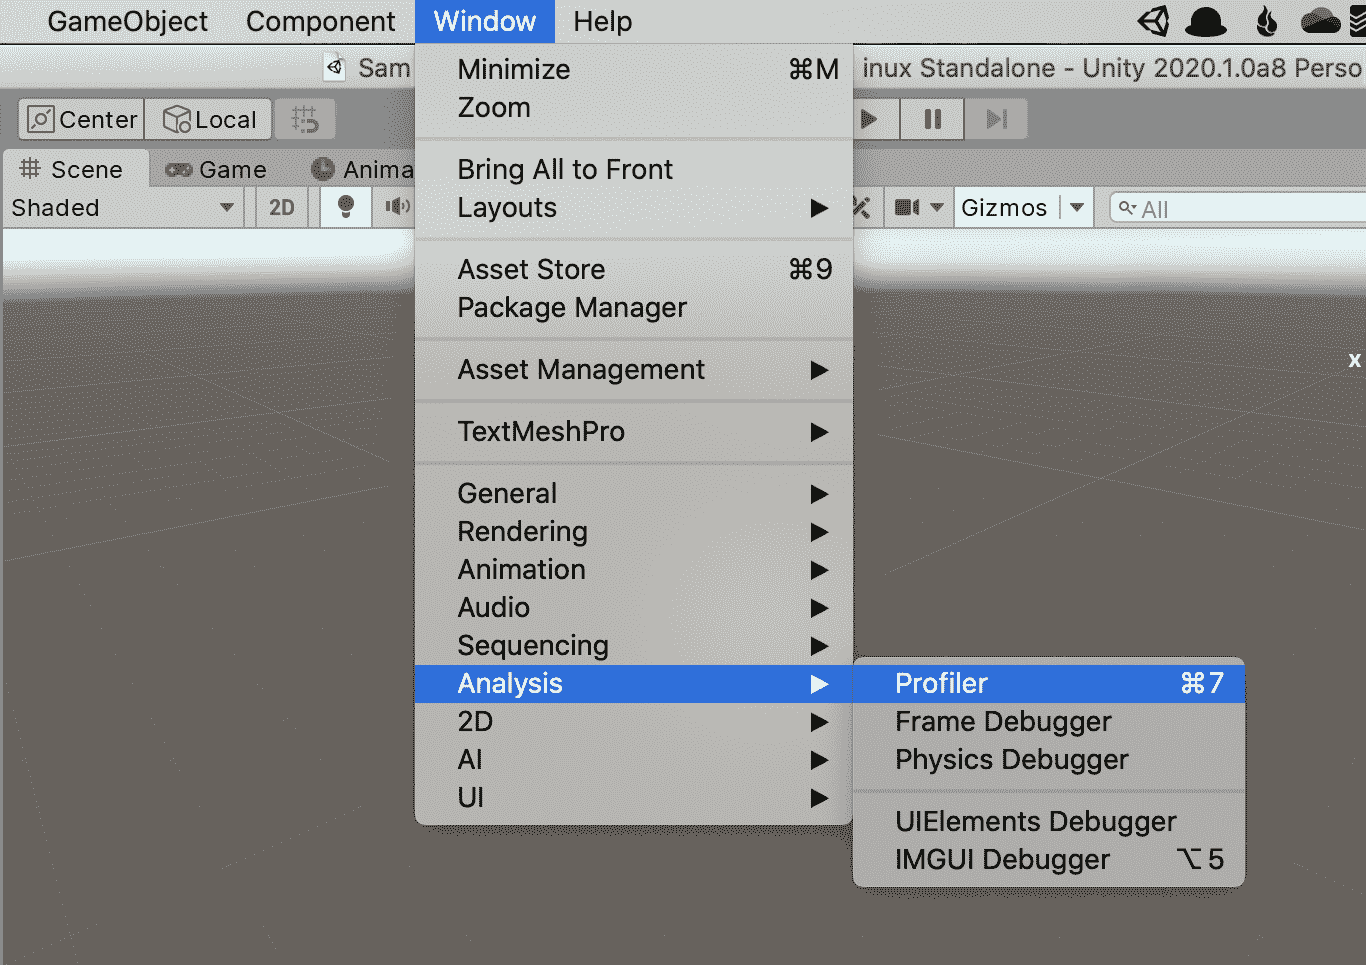 GameObject Component Window Help
Sam inux Standalone - Unity 2020.1.0a8 Perso
Center Local
Scene Game Anima
Shaded 2D Gizmos All
Minimize ⌘M
Zoom
Bring All to Front
Layouts
Asset Store ⌘9
Package Manager
Asset Management
x
TextMeshPro
General
Rendering
Animation
Audio
Sequencing
Analysis
2D
AI
UI
Profiler ⌘7
Frame Debugger
Physics Debugger
UIElements Debugger
IMGUI Debugger ⌥5